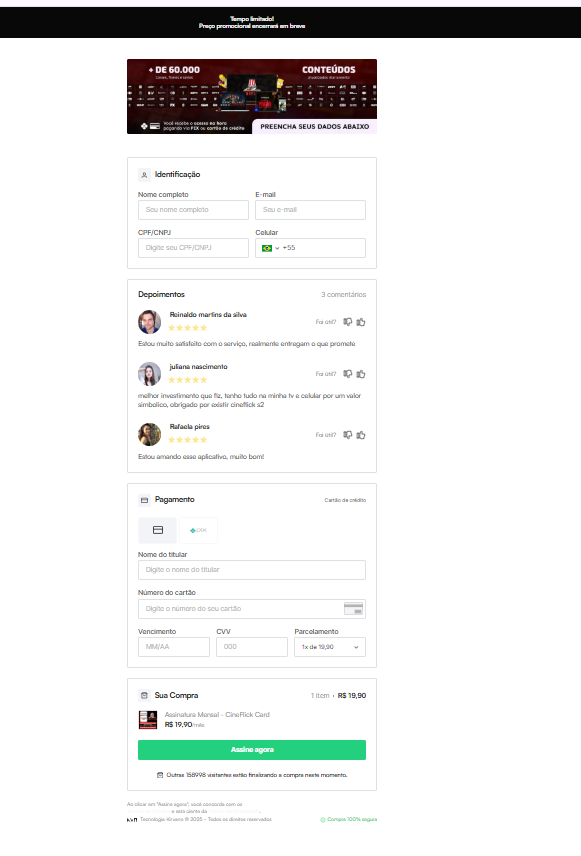 Tempo limitado!
Preço promocional encerrará em breve
+ DE 60.000
canais, filmes e séries
CONTEÚDOS
atualizados diariamente
Você recebe o acesso na hora
pagando via PIX ou cartão de crédito
PREENCHA SEUS DADOS ABAIXO
Identificação
Nome completo
E-mail
Seu nome completo
Seu e-mail
CPF/CNPJ
Celular
Digite seu CPF/CNPJ
+55
Depoimentos
3 comentários
Reinaldo martins da silva
Foi útil?
Estou muito satisfeito com o serviço, realmente entregam o que promete
juliana nascimento
Foi útil?
melhor investimento que fiz, tenho tudo na minha tv e celular por um valor
simbolico, obrigado por existir cineflick s2
Rafaela pires
Foi útil?
Estou amando esse aplicativo, muito bom!
Pagamento
Cartão de crédito
pix
Nome do titular
Digite o nome do titular
Número do cartão
Digite o número do seu cartão
Vencimento
CVV
Parcelamento
MM/AA
000
1x de 19,90
Sua Compra
1 item • R$ 19,90
Assinatura Mensal - CineFlick Card
R$ 19,90/mês
Assine agora
Outros 158998 visitantes estão finalizando a compra neste momento.
Ao clicar em "Assine agora", você concorda com os
e está ciente da
Tecnologia Kirvano © 2025 - Todos os direitos reservados
Compra 100% segura